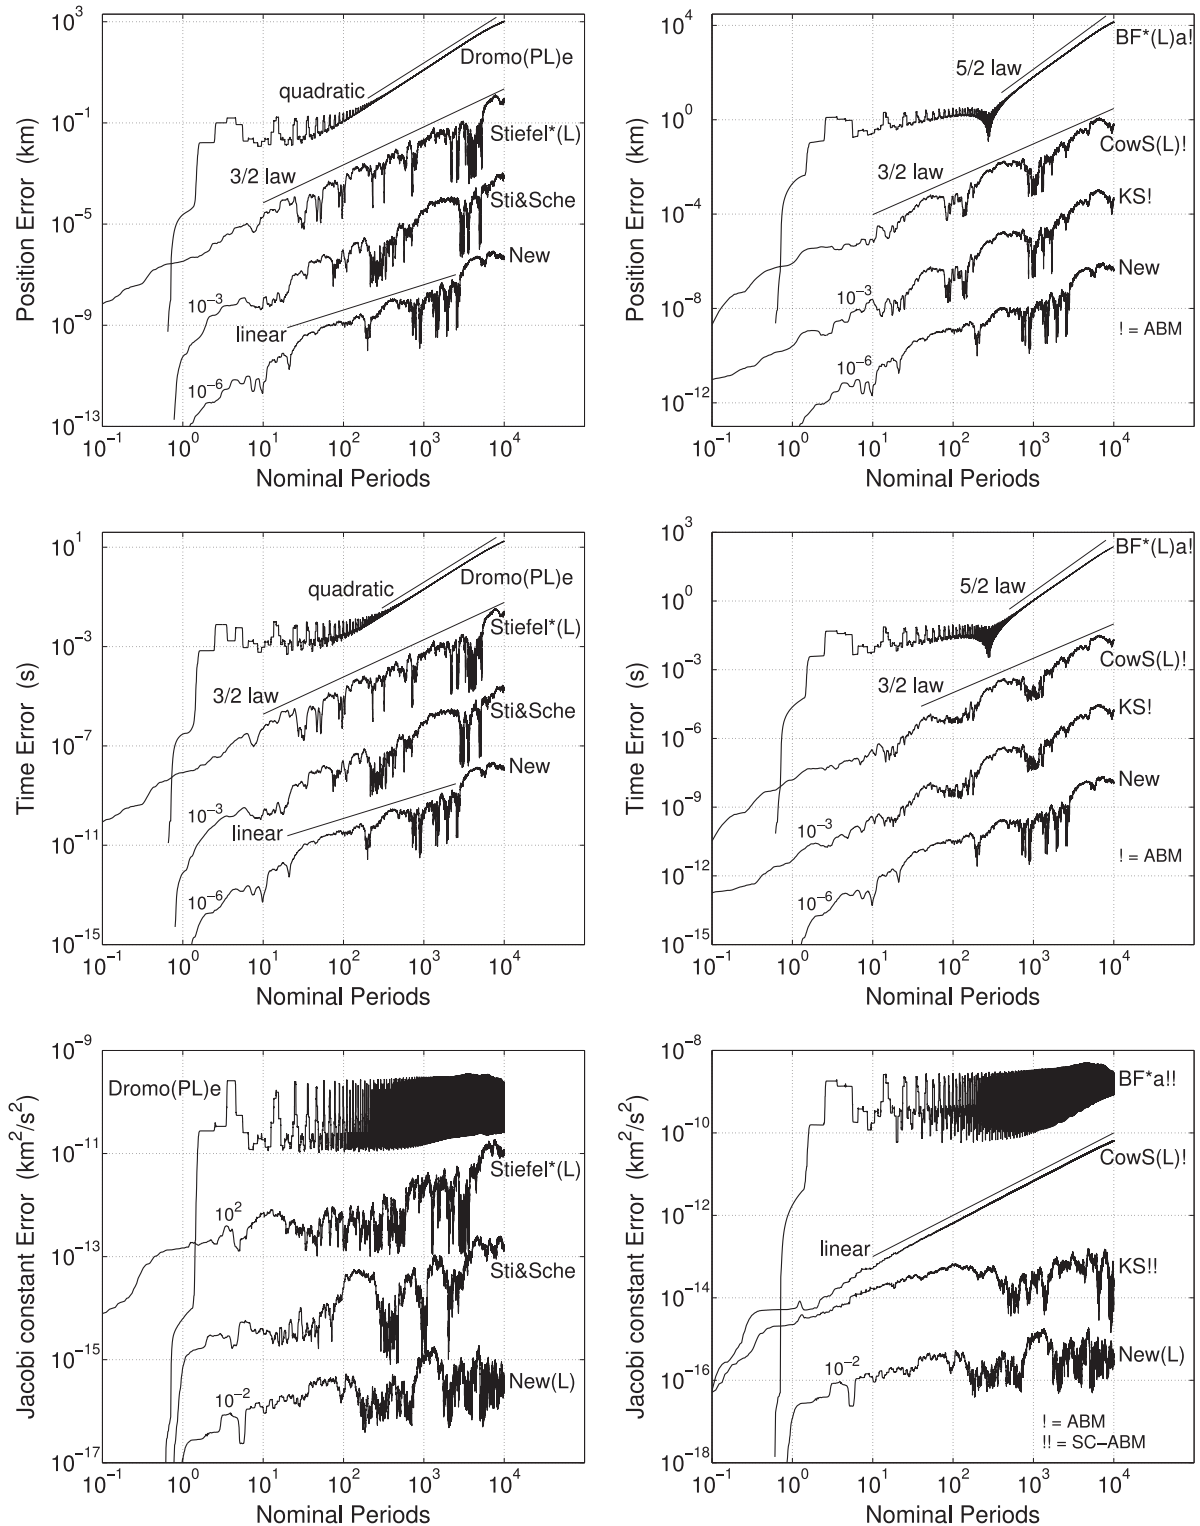 10^3
10^-1
10^-5
10^-9
10^-13
Position Error (km)
Dromo(PL)e
quadratic
Stiefel*(L)
3/2 law
Sti&Sche
10^-3
New
linear
10^-6
10^-1 10^0 10^1 10^2 10^3 10^4
Nominal Periods
10^4
10^0
10^-4
10^-8
10^-12
Position Error (km)
BF*(L)a!
5/2 law
CowS(L)!
3/2 law
KS!
10^-3
New
! = ABM
10^-6
10^-1 10^0 10^1 10^2 10^3 10^4
Nominal Periods
10^1
10^-3
10^-7
10^-11
10^-15
Time Error (s)
Dromo(PL)e
quadratic
Stiefel*(L)
3/2 law
Sti&Sche
New
10^-3
linear
10^-6
10^-1 10^0 10^1 10^2 10^3 10^4
Nominal Periods
10^3
10^0
10^-3
10^-6
10^-9
10^-12
10^-15
Time Error (s)
BF*(L)a!
5/2 law
CowS(L)!
3/2 law
KS!
New
10^-3
! = ABM
10^-6
10^-1 10^0 10^1 10^2 10^3 10^4
Nominal Periods
10^-9
10^-11
10^-13
10^-15
10^-17
Jacobi constant Error (km^2/s^2)
Dromo(PL)e
Stiefel*(L)
10^2
Sti&Sche
New(L)
10^-2
10^-1 10^0 10^1 10^2 10^3 10^4
Nominal Periods
10^-8
10^-10
10^-12
10^-14
10^-16
10^-18
Jacobi constant Error (km^2/s^2)
BF*a!!
CowS(L)!
linear
KS!!
New(L)
10^-2
! = ABM
!! = SC-ABM
10^-1 10^0 10^1 10^2 10^3 10^4
Nominal Periods